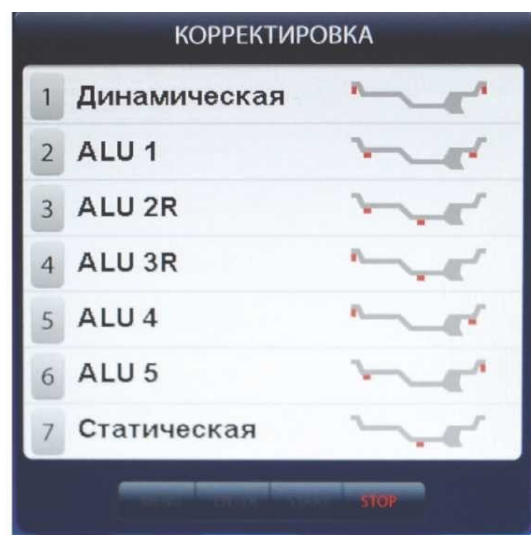 КОРРЕКТИРОВКА
1 Динамическая
2 ALU 1
3 ALU 2R
4 ALU 3R
5 ALU 4
6 ALU 5
7 Статическая
STOP